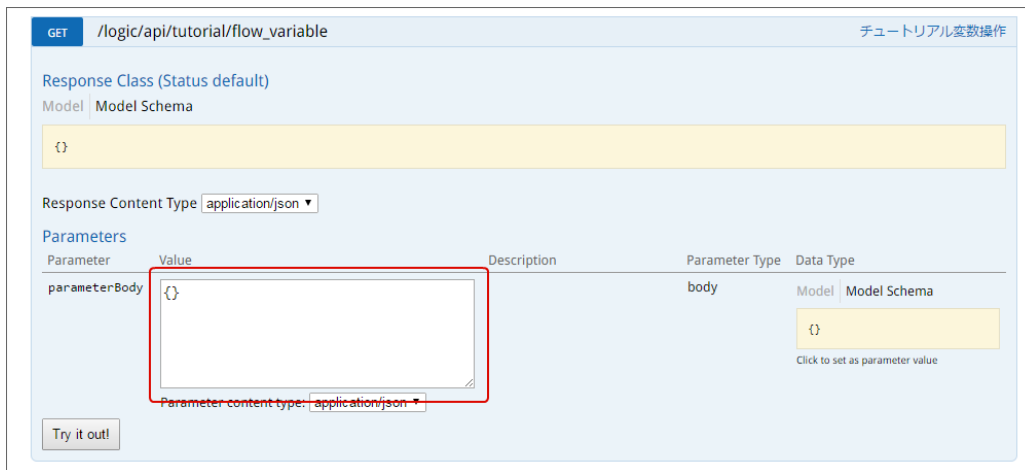 GET /logic/api/tutorial/flow_variable チュートリアル変数操作
Response Class (Status default)
Model Model Schema
{}
Response Content Type application/json
Parameters
Parameter Value Description Parameter Type Data Type
parameterBody {} body Model Model Schema
{}
Click to set as parameter value
Parameter content type: application/json
Try it out!